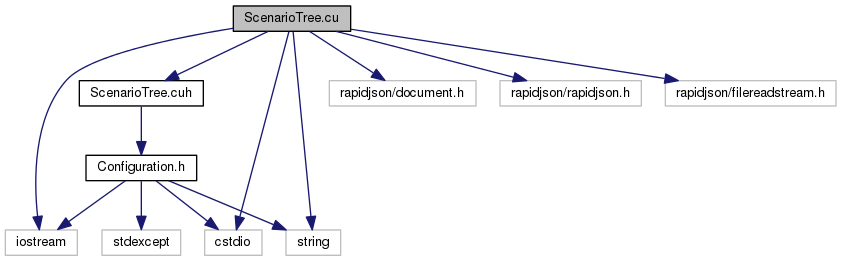 ScenarioTree.cu
ScenarioTree.cuh
rapidjson/document.h
rapidjson/rapidjson.h
rapidjson/filereadstream.h
Configuration.h
iostream
stdexcept
cstdio
string